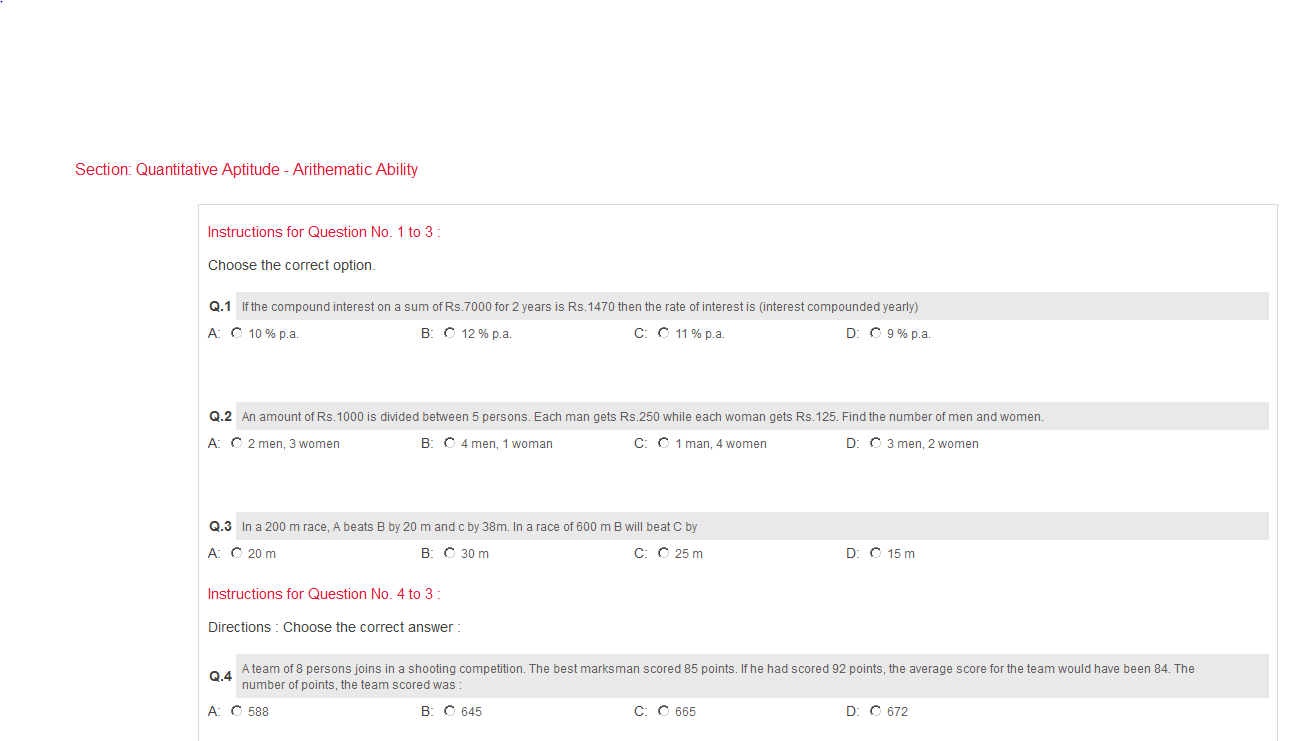 Section: Quantitative Aptitude - Arithematic Ability
Instructions for Question No. 1 to 3 :
Choose the correct option.
Q.1 If the compound interest on a sum of Rs.7000 for 2 years is Rs.1470 then the rate of interest is (interest compounded yearly)
A: 10 % p.a. B: 12 % p.a. C: 11 % p.a. D: 9 % p.a.
Q.2 An amount of Rs.1000 is divided between 5 persons. Each man gets Rs.250 while each woman gets Rs.125. Find the number of men and women.
A: 2 men, 3 women B: 4 men, 1 woman C: 1 man, 4 women D: 3 men, 2 women
Q.3 In a 200 m race, A beats B by 20 m and c by 38m. In a race of 600 m B will beat C by
A: 20 m B: 30 m C: 25 m D: 15 m
Instructions for Question No. 4 to 3 :
Directions : Choose the correct answer :
Q.4 A team of 8 persons joins in a shooting competition. The best marksman scored 85 points. If he had scored 92 points, the average score for the team would have been 84. The
number of points, the team scored was :
A: 588 B: 645 C: 665 D: 672